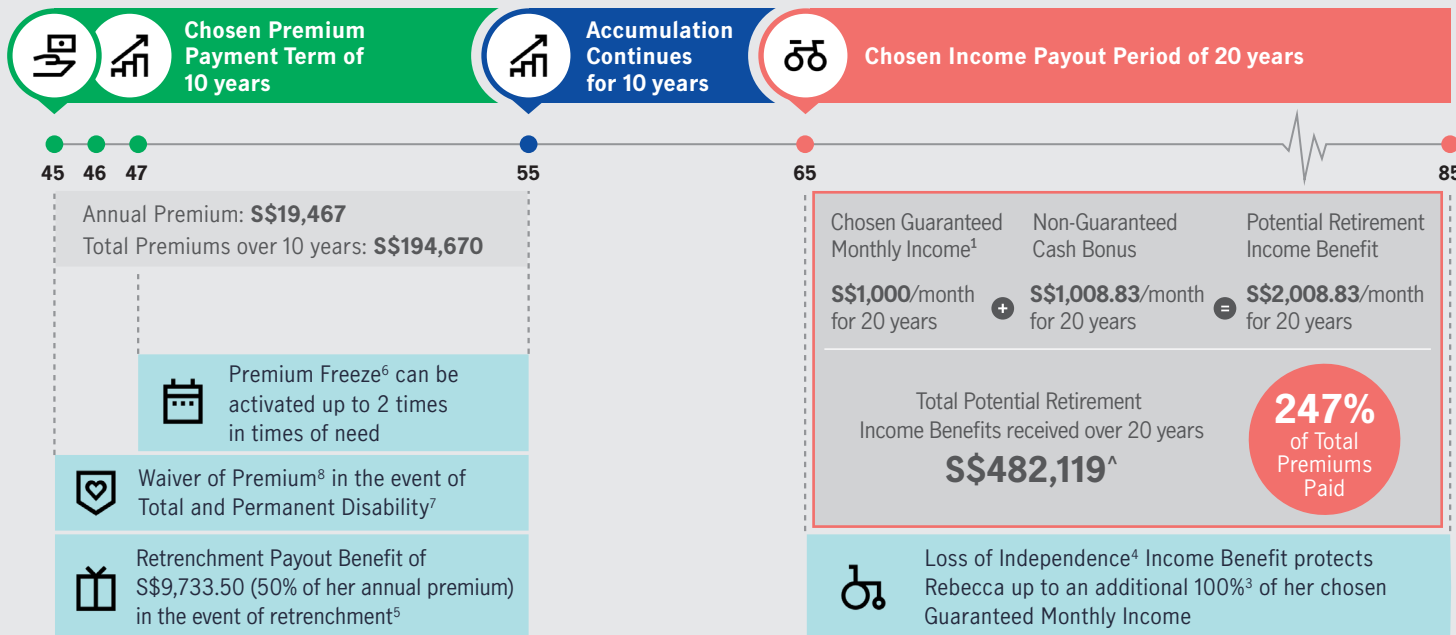 Chosen Premium
Payment Term of
10 years
Accumulation
Continues
for 10 years
Chosen Income Payout Period of 20 years
45 46 47 55 65 85
Annual Premium: S$19,467
Total Premiums over 10 years: S$194,670
Premium Freeze⁶ can be
activated up to 2 times
in times of need
Waiver of Premium⁸ in the event of
Total and Permanent Disability⁷
Retrenchment Payout Benefit of
S$9,733.50 (50% of her annual premium)
in the event of retrenchment⁵
Chosen Guaranteed
Monthly Income¹
S$1,000/month
for 20 years
+
Non-Guaranteed
Cash Bonus
S$1,008.83/month
for 20 years
=
Potential Retirement
Income Benefit
S$2,008.83/month
for 20 years
Total Potential Retirement
Income Benefits received over 20 years
S$482,119^
247%
of Total
Premiums
Paid
Loss of Independence⁴ Income Benefit protects
Rebecca up to an additional 100%³ of her chosen
Guaranteed Monthly Income